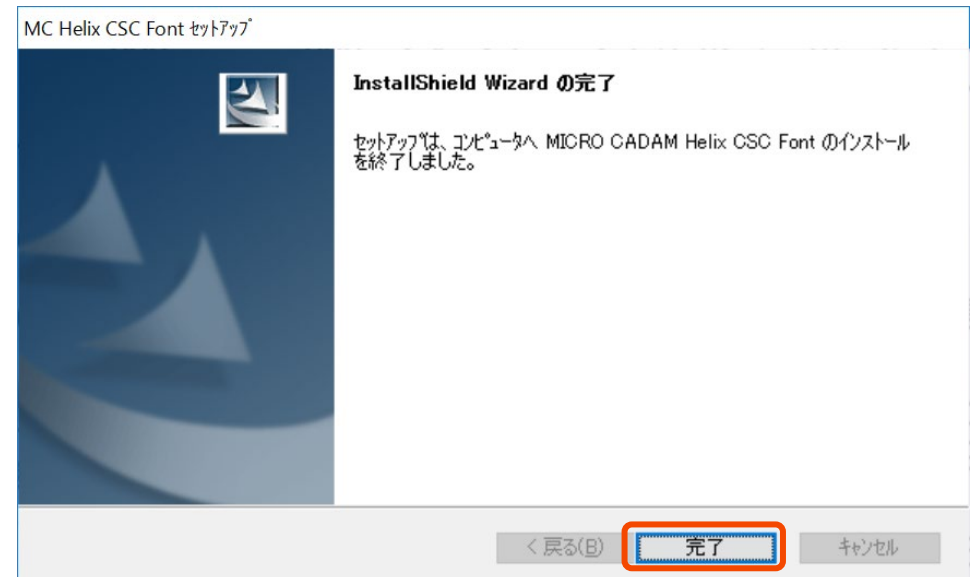 MC Helix CSC Font ｾｯﾄｱｯﾌﾟ
InstallShield Wizard の完了
ｾｯﾄｱｯﾌﾟは、ｺﾝﾋﾟｭｰﾀへ MICRO CADAM Helix CSC Font のｲﾝｽﾄｰﾙ
を終了しました。
< 戻る(B)
完了
ｷｬﾝｾﾙ